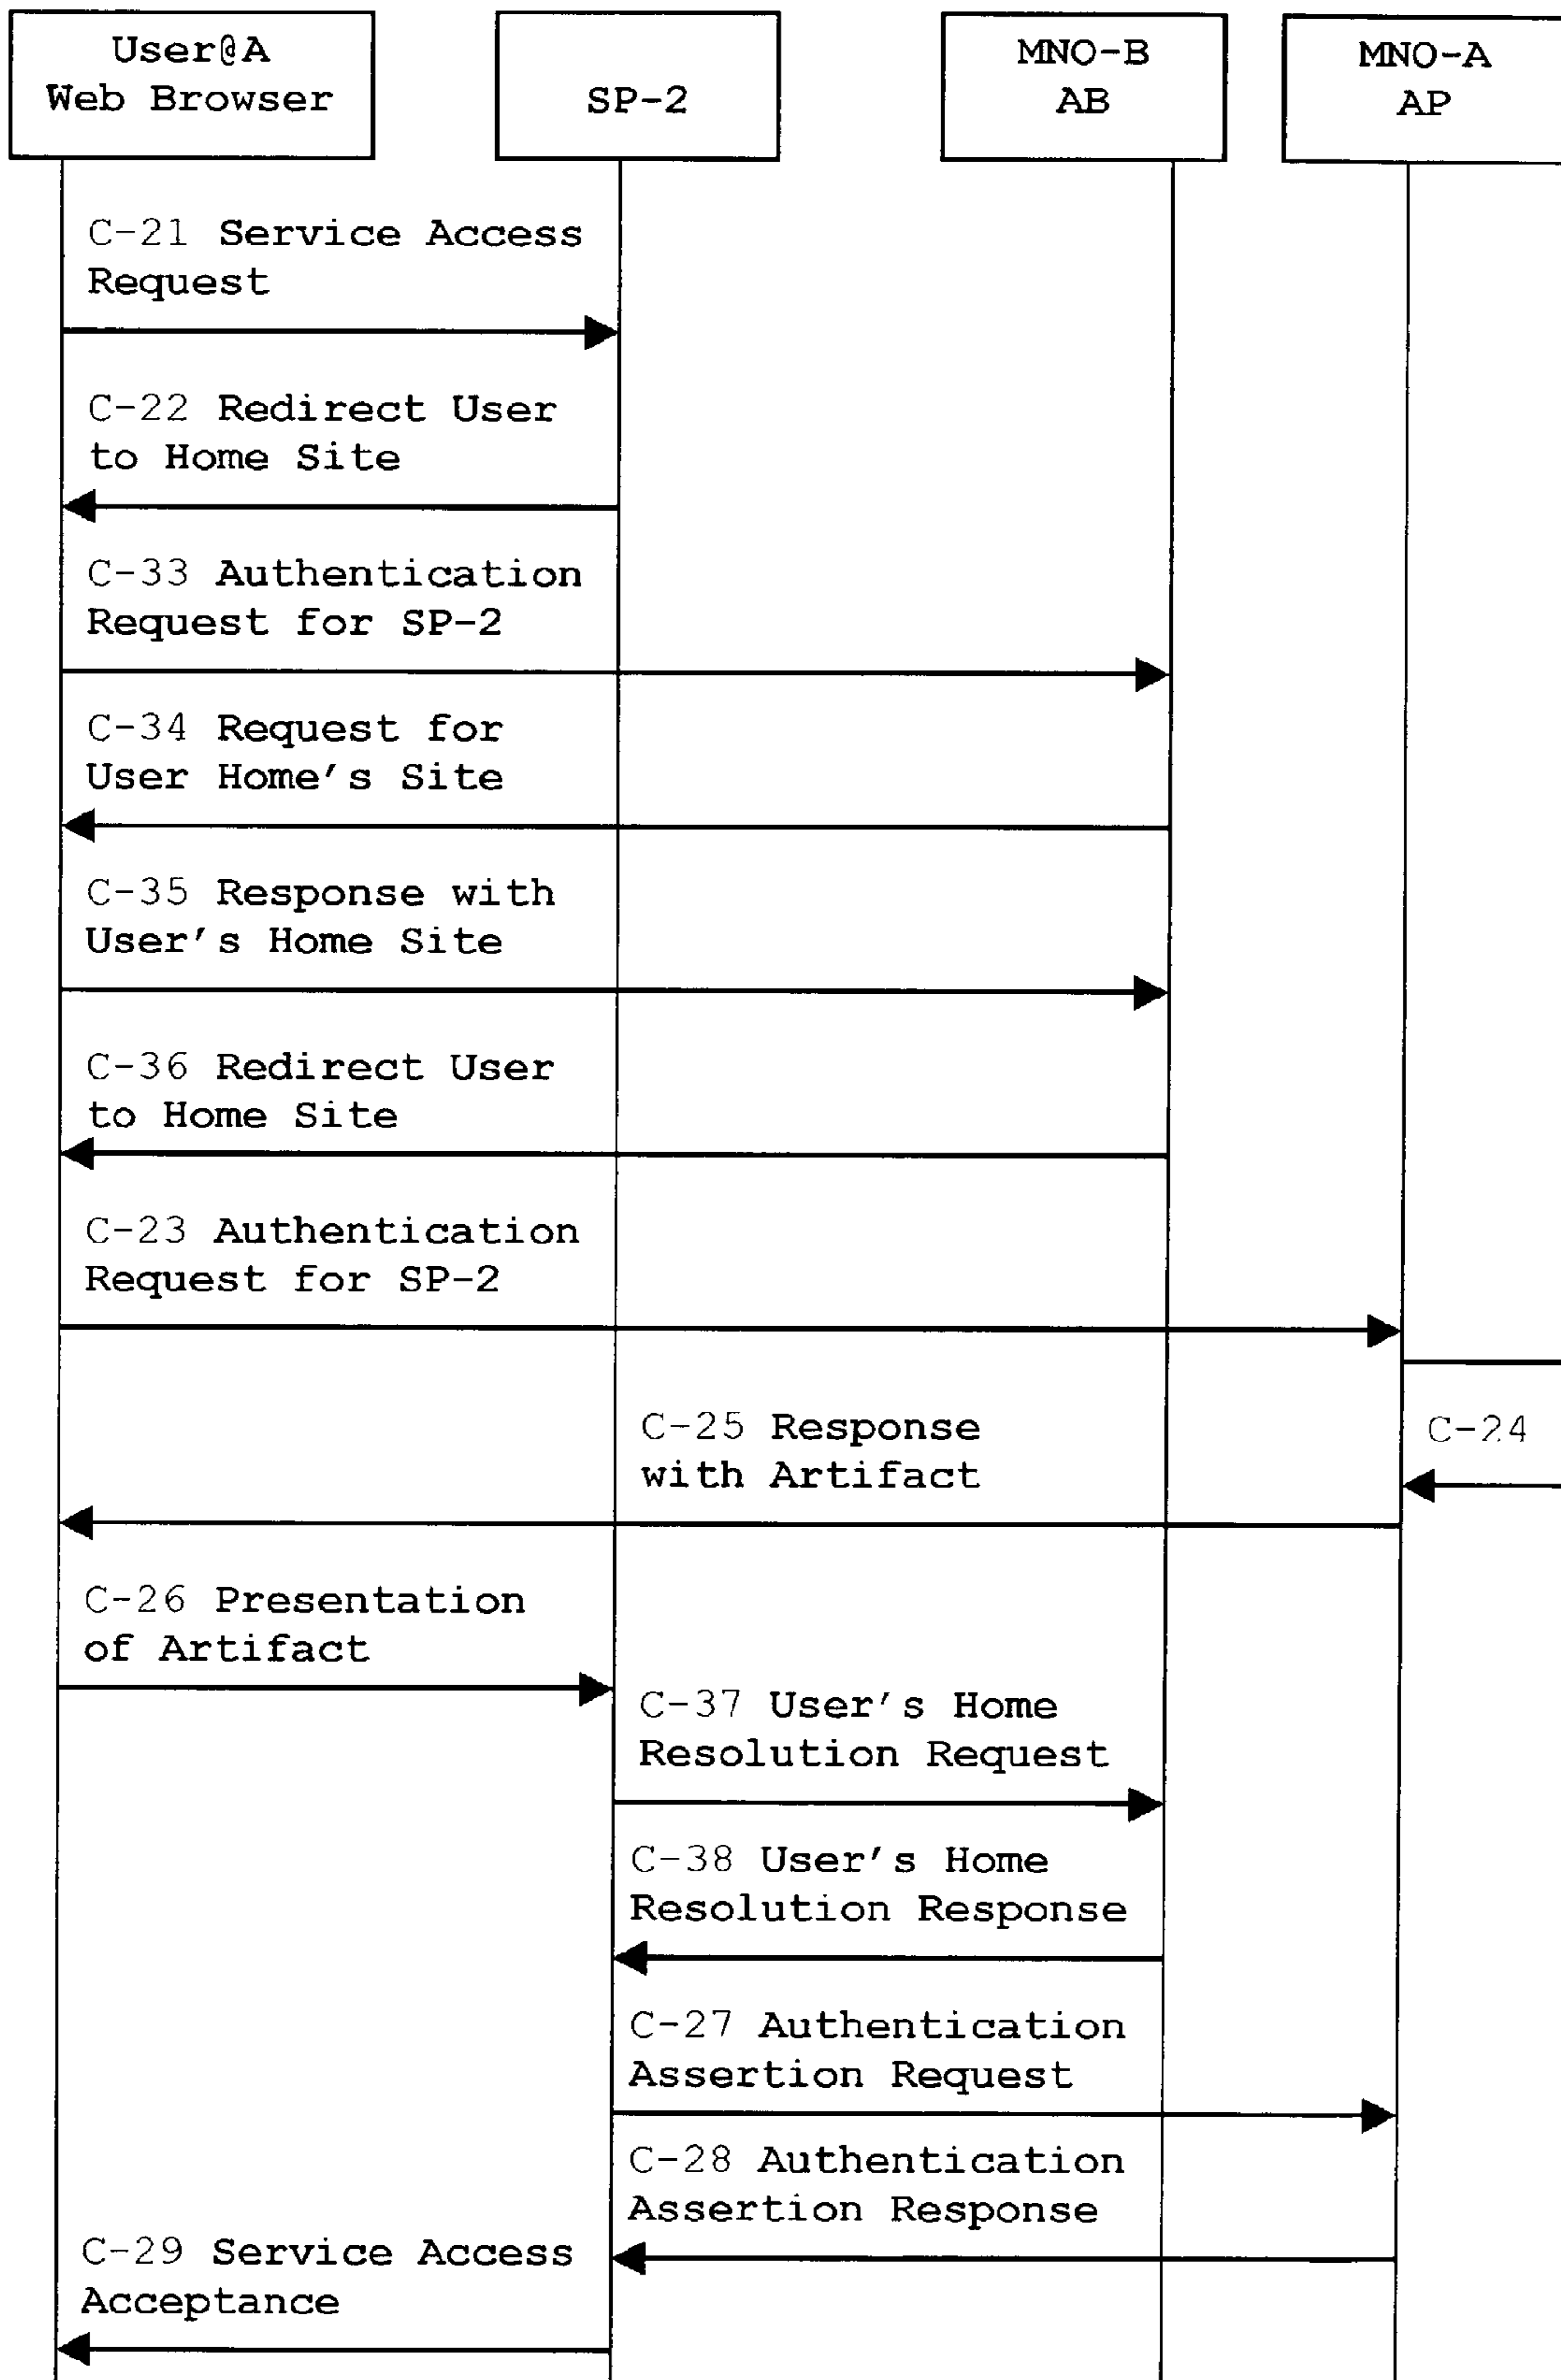 User@A
Web Browser
SP-2
MNO-B
AB
MNO-A
AP
C-21 Service Access
Request
C-22 Redirect User
to Home Site
C-33 Authentication
Request for SP-2
C-34 Request for
User Home's Site
C-35 Response with
User's Home Site
C-36 Redirect User
to Home Site
C-23 Authentication
Request for SP-2
C-25 Response
with Artifact
C-24
C-26 Presentation
of Artifact
C-37 User's Home
Resolution Request
C-38 User's Home
Resolution Response
C-27 Authentication
Assertion Request
C-28 Authentication
Assertion Response
C-29 Service Access
Acceptance